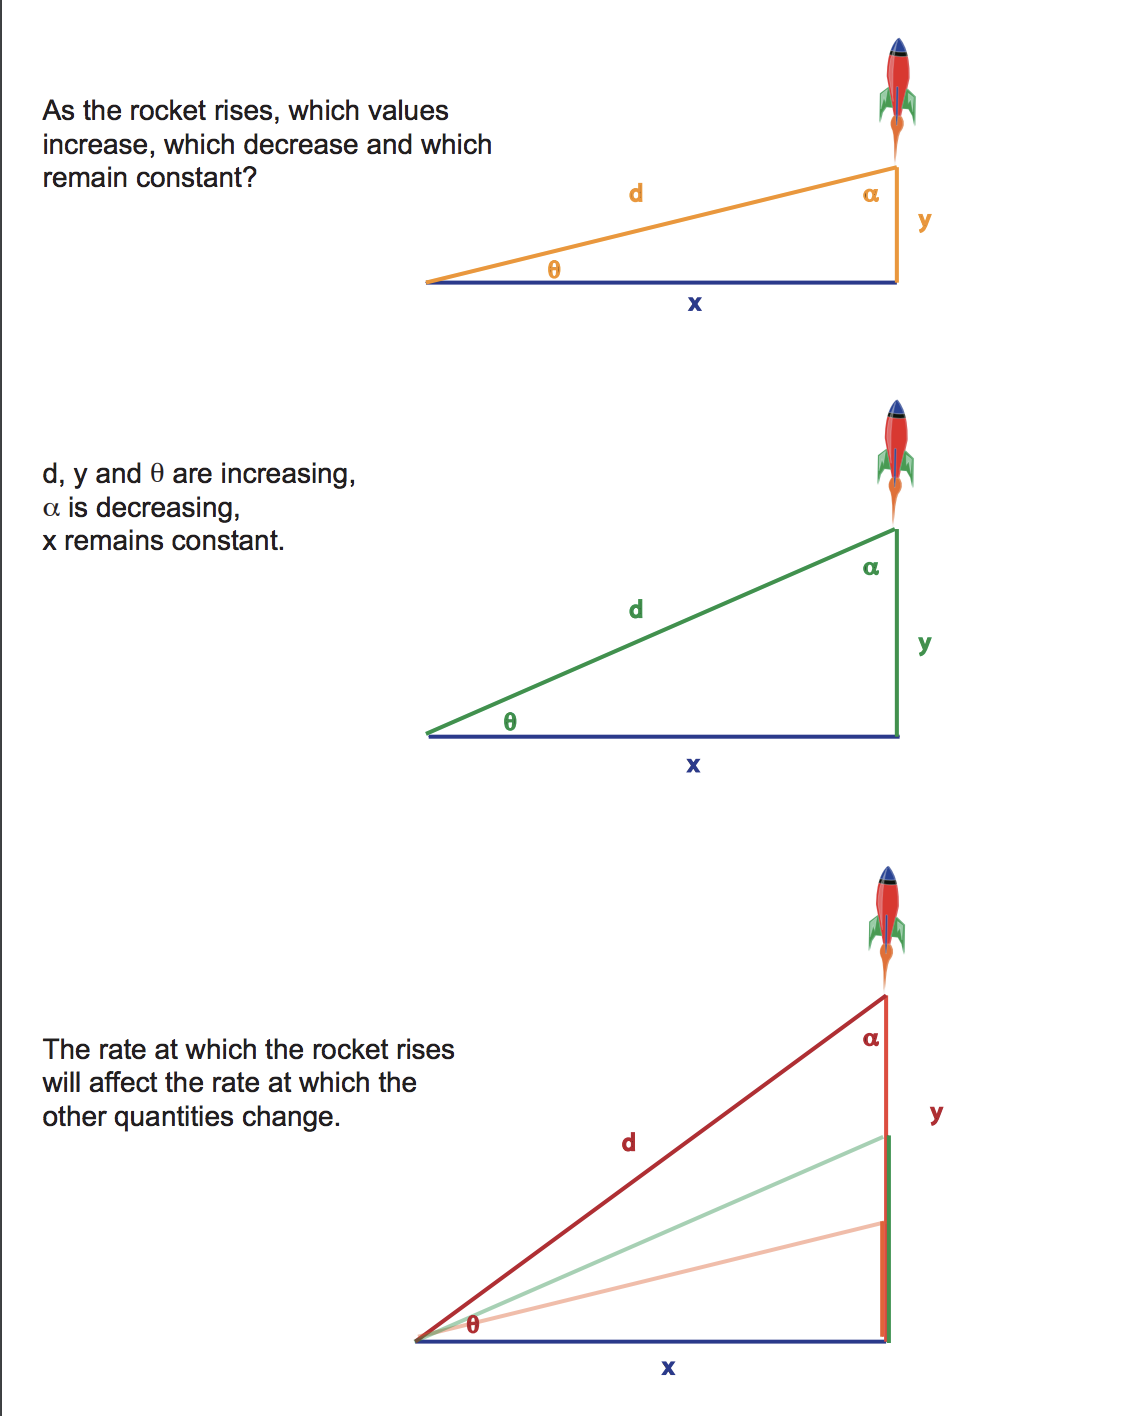 As the rocket rises, which values
increase, which decrease and which
remain constant?
d
α
y
θ
x
d, y and θ are increasing,
α is decreasing,
x remains constant.
α
d
y
θ
x
The rate at which the rocket rises
will affect the rate at which the
other quantities change.
α
y
d
θ
x